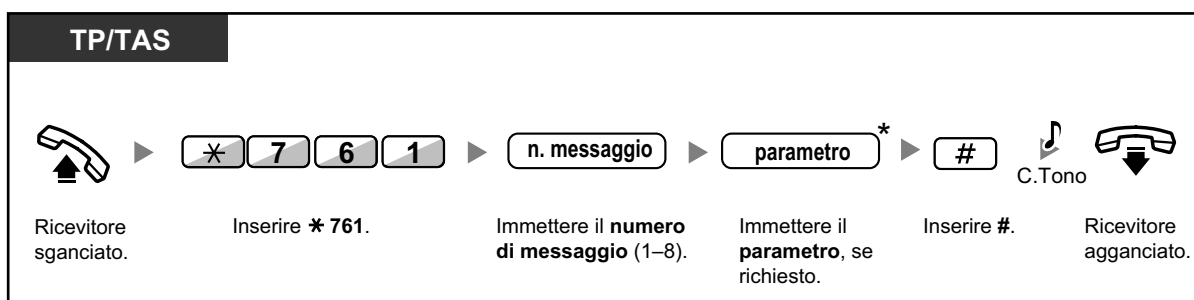 TP/TAS
✳ 7 6 1 n. messaggio parametro * #
C.Tono
Ricevitore
sganciato.
Inserire ✳ 761.
Immettere il numero
di messaggio (1–8).
Immettere il
parametro, se
richiesto.
Inserire #.
Ricevitore
agganciato.